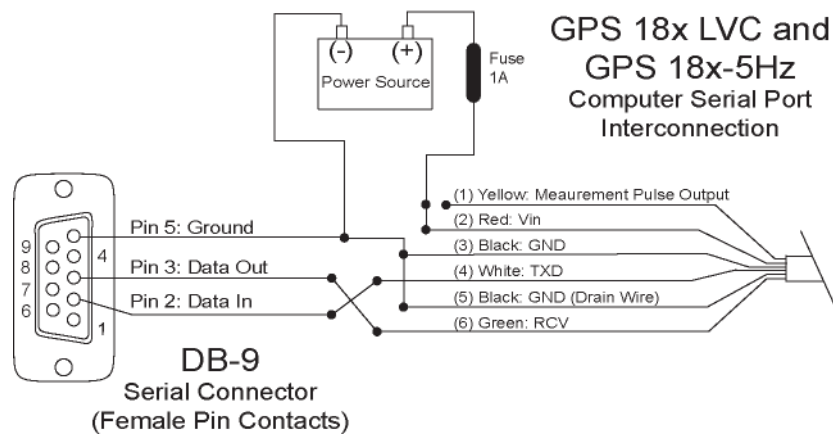 GPS 18x LVC and
GPS 18x-5Hz
Computer Serial Port
Interconnection
(-)
(+)
Power Source
Fuse
1A
(1) Yellow: Meaurement Pulse Output
(2) Red: Vin
(3) Black: GND
(4) White: TXD
(5) Black: GND (Drain Wire)
(6) Green: RCV
Pin 5: Ground
Pin 3: Data Out
Pin 2: Data In
9
8
7
6
4
1
DB-9
Serial Connector
(Female Pin Contacts)